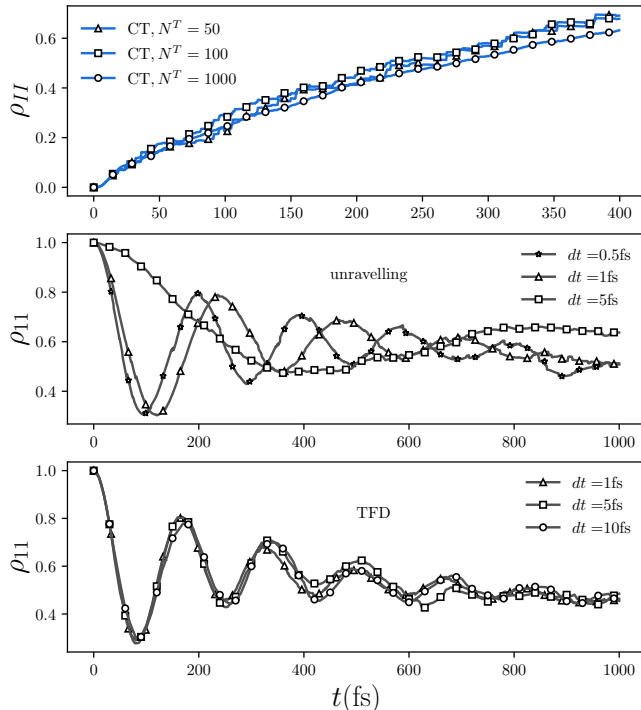 ρII
0.6
0.4
0.2
0.0
CT, N^T = 50
CT, N^T = 100
CT, N^T = 1000
0 50 100 150 200 250 300 350 400
ρ11
1.0
0.8
0.6
0.4
unravelling
dt =0.5fs
dt =1fs
dt =5fs
0 200 400 600 800 1000
ρ11
1.0
0.8
0.6
0.4
TFD
dt =1fs
dt =5fs
dt =10fs
0 200 400 600 800 1000
t(fs)